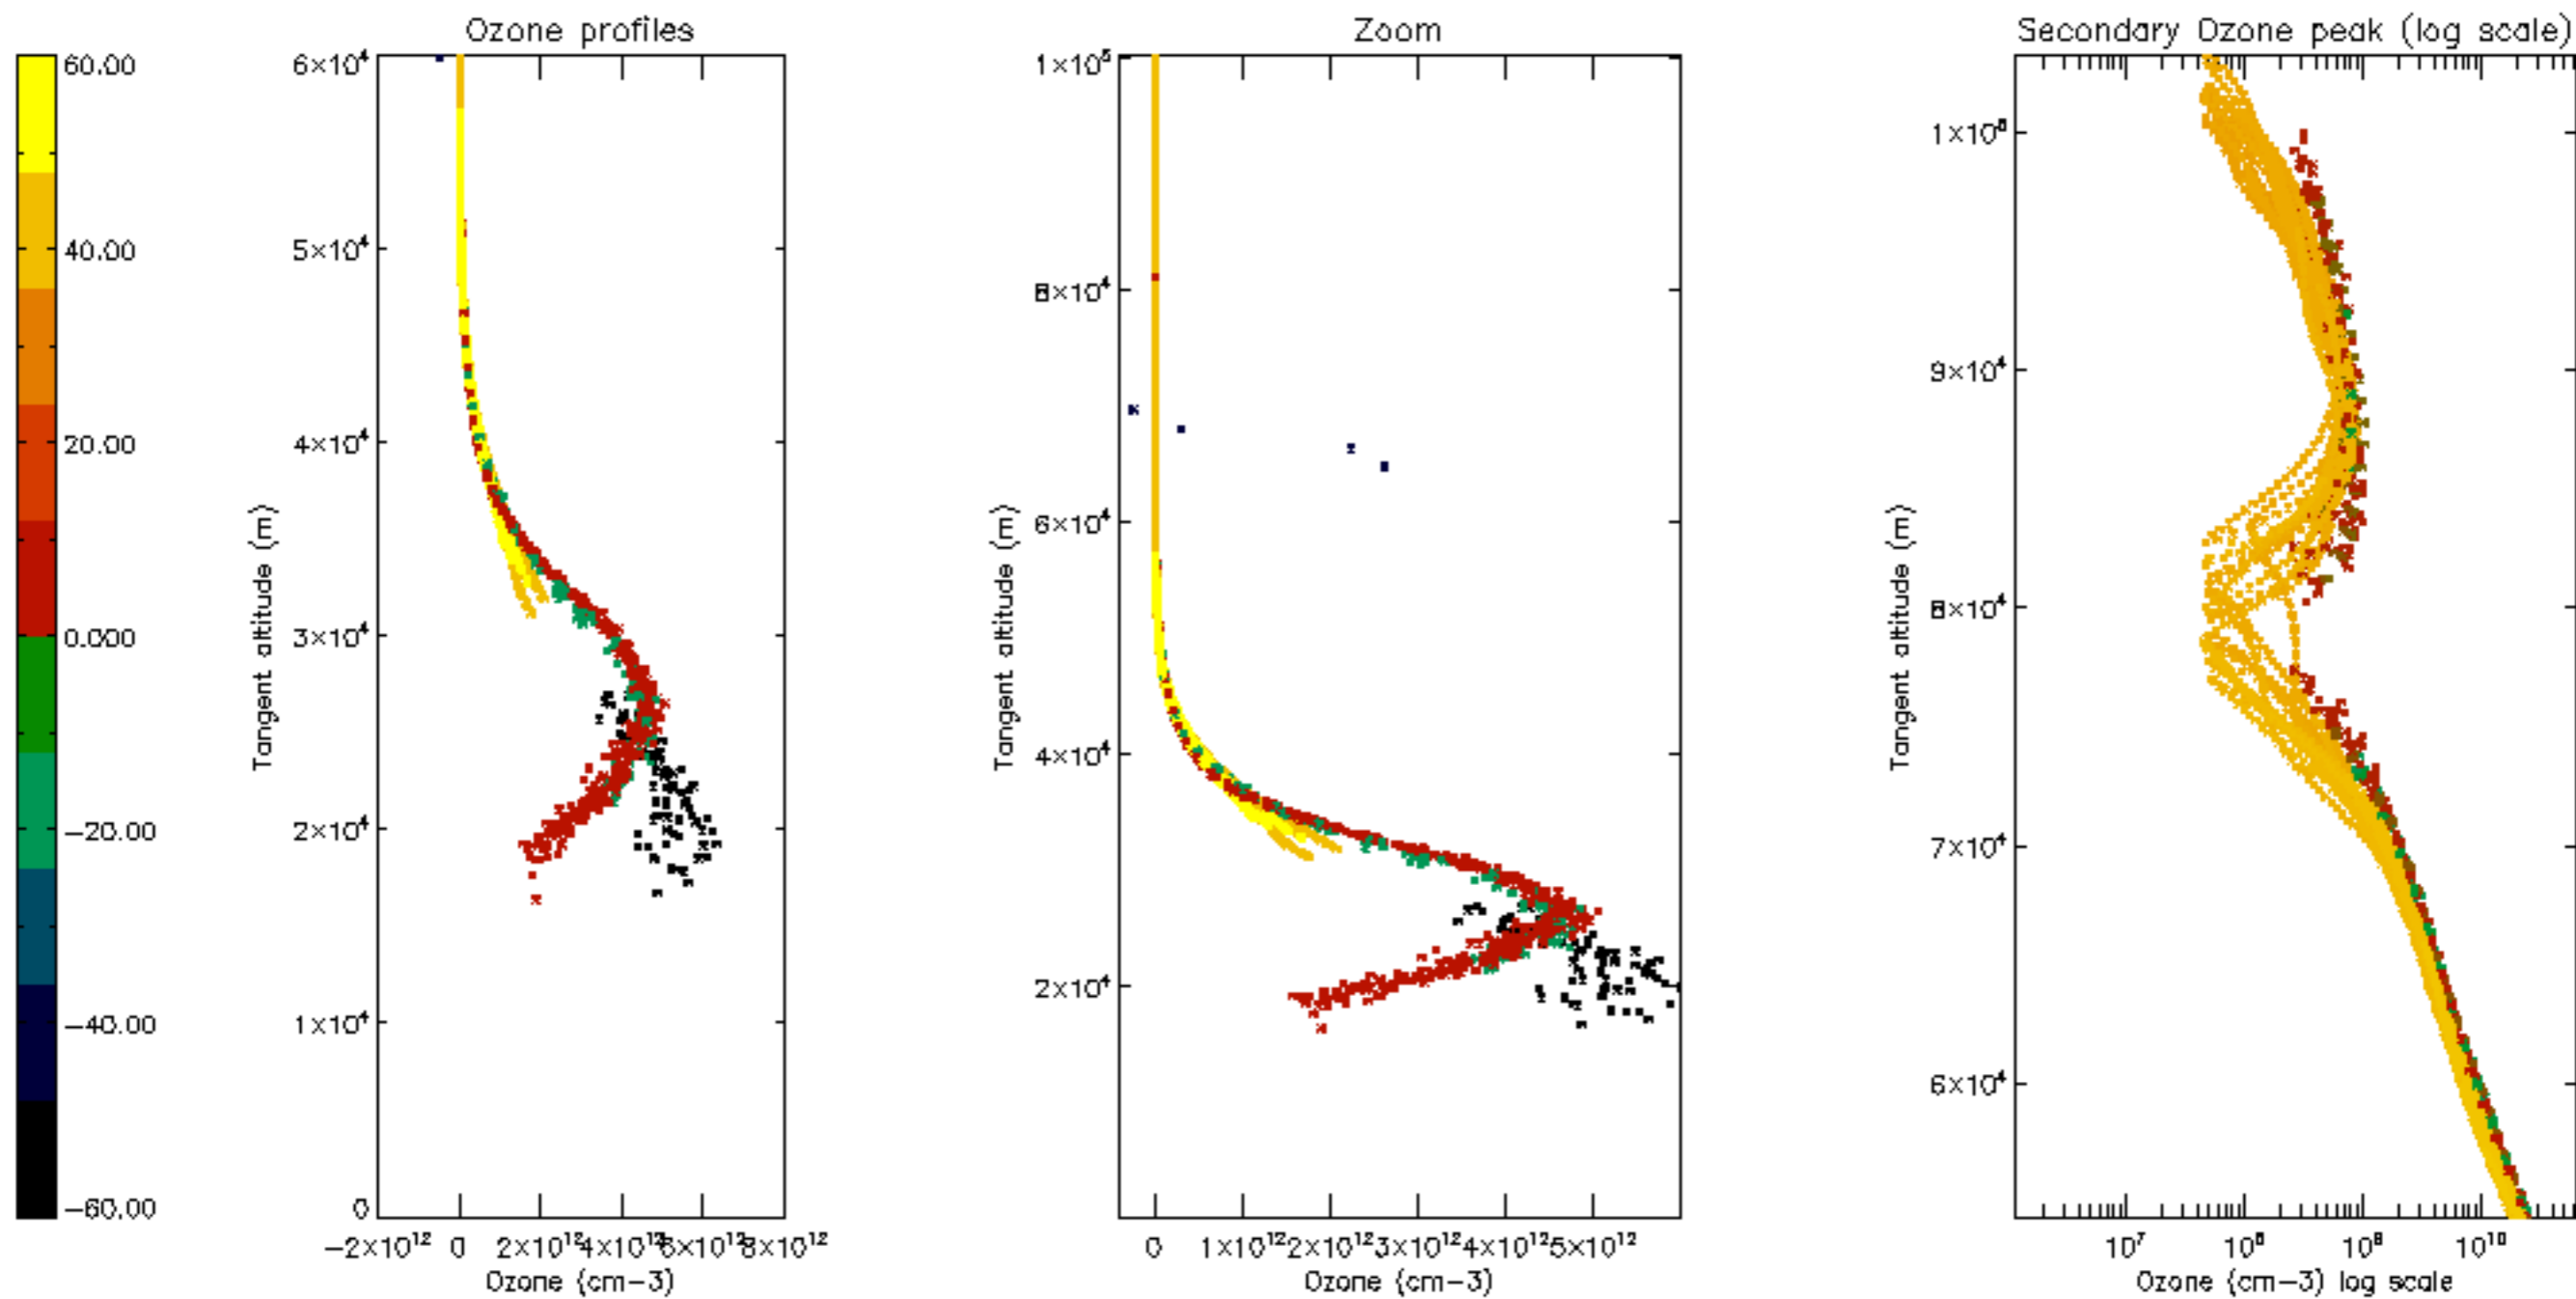 Ozone profiles
Zoom
Secondary Ozone peak (log scale)
60.00
40.00
20.00
0.000
−20.00
−40.00
−60.00
Tangent altitude (m)
6×10⁴
5×10⁴
4×10⁴
3×10⁴
2×10⁴
1×10⁴
0
−2×10¹² 0 2×10¹² 4×10¹² 6×10¹² 8×10¹²
Ozone (cm−3)
Tangent altitude (m)
1×10⁵
8×10⁴
6×10⁴
4×10⁴
2×10⁴
0 1×10¹² 2×10¹² 3×10¹² 4×10¹² 5×10¹²
Ozone (cm−3)
Tangent altitude (m)
9×10⁴
8×10⁴
7×10⁴
6×10⁴
10⁷ 10⁸ 10⁹ 10¹⁰
Ozone (cm−3) log scale